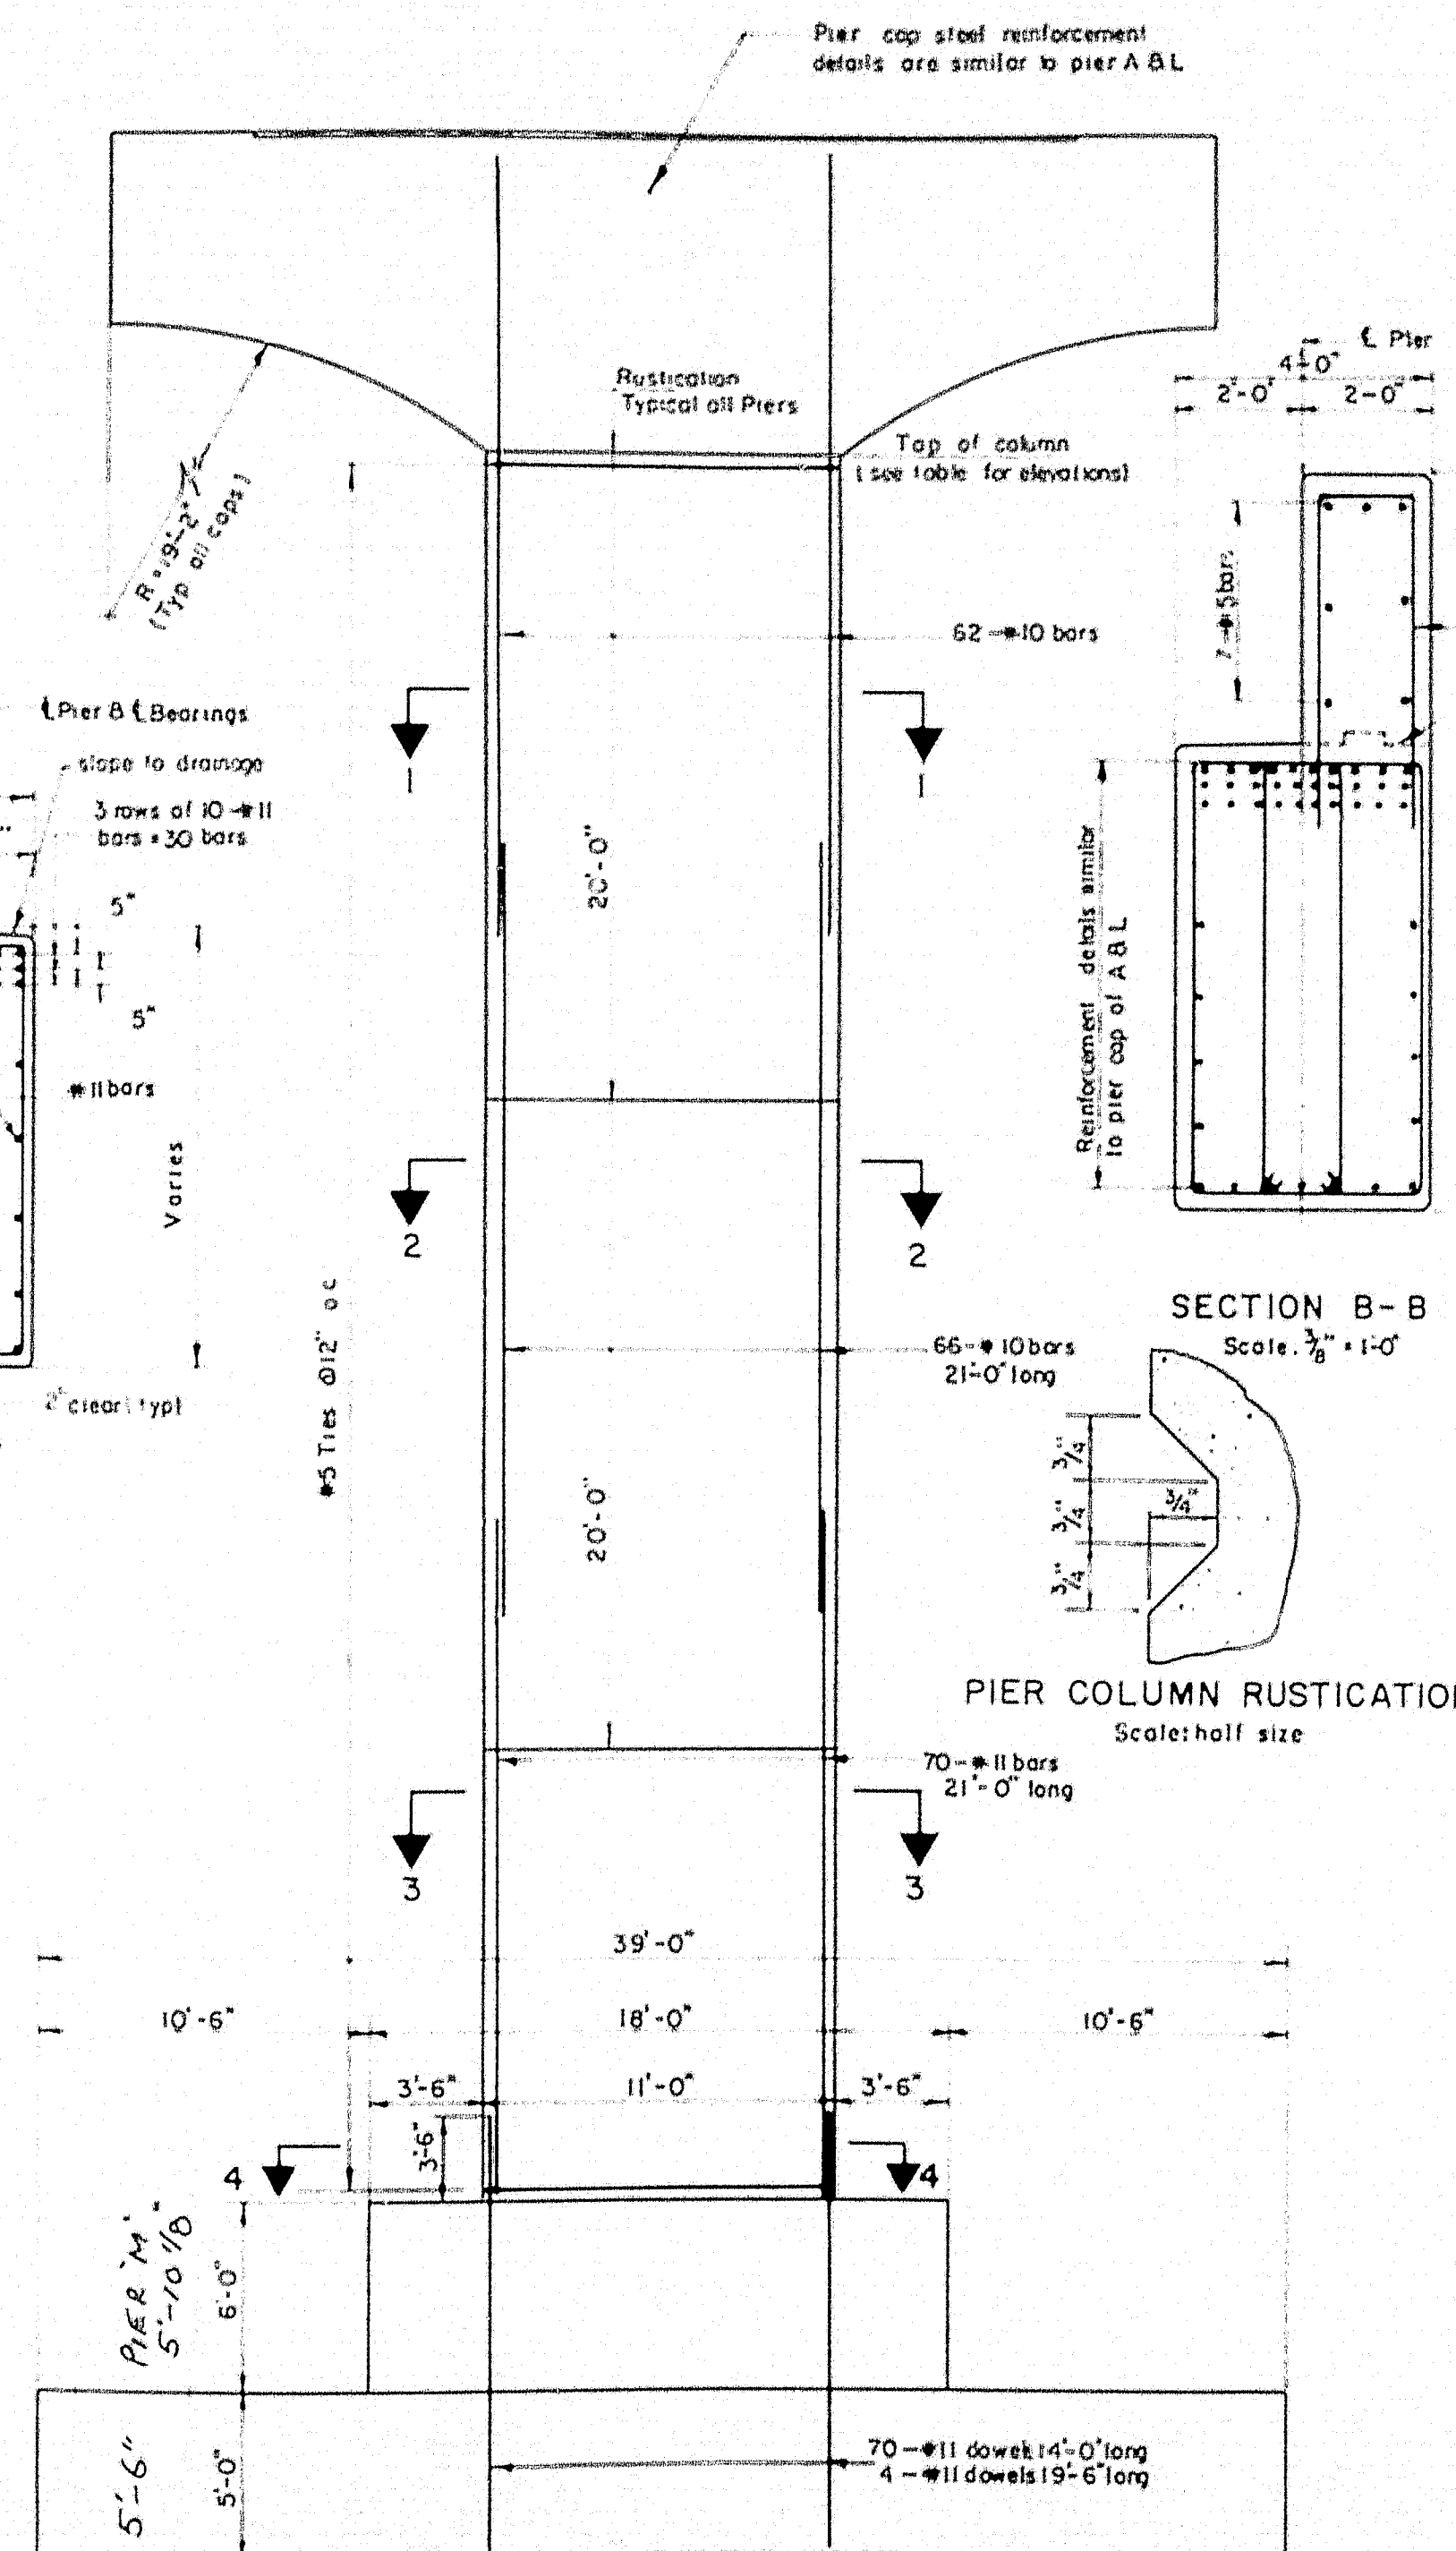 Pier cap steel reinforcement
details are similar to pier A & L
Rustication
Typical all Piers
Top of column
(see table for elevations)
R = 19'-2"
(Typ all caps)
62-#10 bars
℄ Pier
4'-0"
2'-0" 2-0"
7-#5 bars
℄Pier & ℄Bearings
slope to drainage
3 rows of 10-#11
bars = 30 bars
5"
5"
#11 bars
Varies
2" clear (typ)
1 1
20'-0"
Reinforcement details similar
to pier cap of A & L
2 2
#5 Ties @12" oc
SECTION B-B
Scale. 3/8" = 1'-0"
66-#10 bars
21'-0" long
20'-0"
3/4"
3/4"
3/4"
3/4"
PIER COLUMN RUSTICATIO
Scale: half size
70-#11 bars
21'-0" long
3 3
39'-0"
10'-6" 18'-0" 10'-6"
3'-6" 11'-0" 3'-6"
3'-6"
4 4
PIER "M"
5'-10 1/8"
6'-0"
5'-6"
5'-0"
70-#11 dowels 14'-0" long
4-#11 dowels 19'-6" long